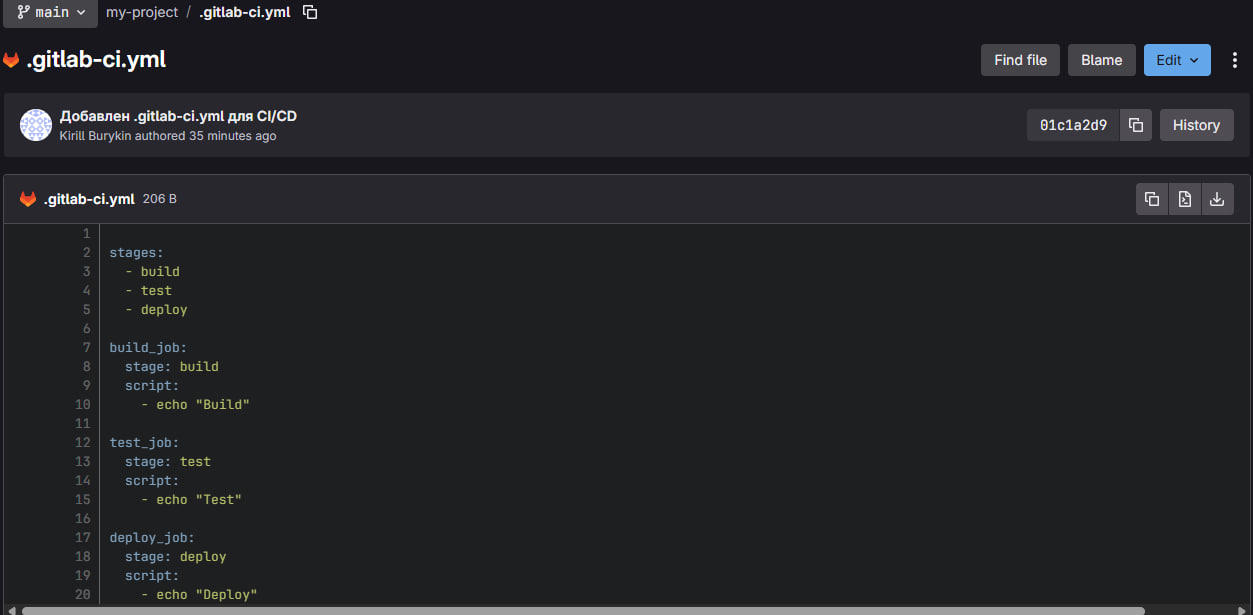 main my-project / .gitlab-ci.yml
.gitlab-ci.yml Find file Blame Edit
Добавлен .gitlab-ci.yml для CI/CD
Kirill Burykin authored 35 minutes ago
01c1a2d9 History
.gitlab-ci.yml 206 B
1
2 stages:
3   - build
4   - test
5   - deploy
6
7 build_job:
8   stage: build
9   script:
10     - echo "Build"
11
12 test_job:
13   stage: test
14   script:
15     - echo "Test"
16
17 deploy_job:
18   stage: deploy
19   script:
20     - echo "Deploy"